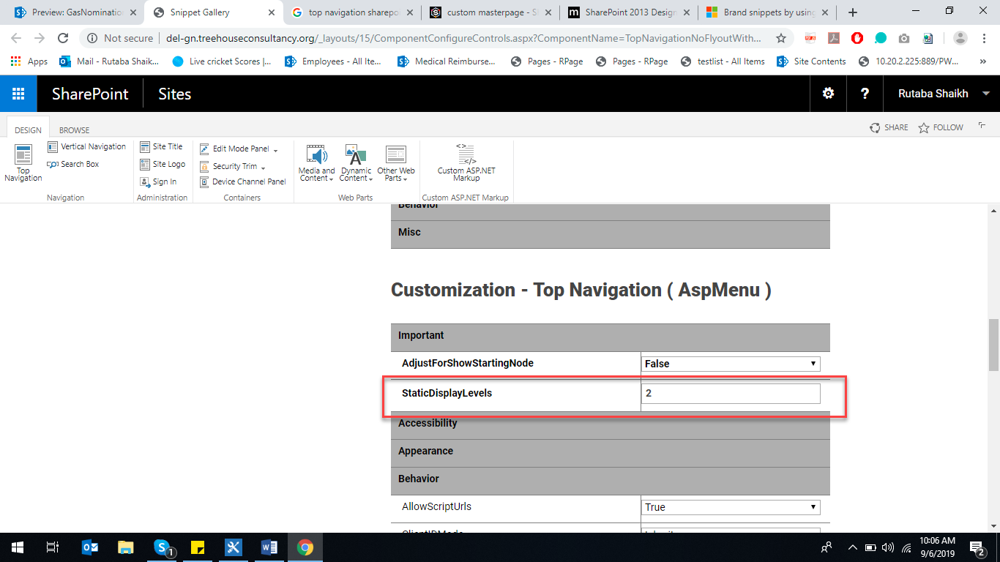 Preview: GasNominatio
Snippet Gallery
top navigation sharepo
custom masterpage - S
SharePoint 2013 Design
Brand snippets by using
Not secure | del-gn.treehouseconsultancy.org/_layouts/15/ComponentConfigureControls.aspx?ComponentName=TopNavigationNoFlyoutWith...
Apps
Mail - Rutaba Shaik...
Live cricket Scores |...
Employees - All Ite...
Medical Reimburse...
Pages - RPage
Pages - RPage
testlist - All Items
Site Contents
10.20.2.225:889/PW...
»
SharePoint
Sites
?
Rutaba Shaikh
DESIGN
BROWSE
SHARE
FOLLOW
Top Navigation
Vertical Navigation
Search Box
Navigation
Site Title
Site Logo
Sign In
Administration
Edit Mode Panel
Security Trim
Device Channel Panel
Containers
Media and Content
Dynamic Content
Other Web Parts
Web Parts
Custom ASP.NET Markup
Custom ASP.NET Markup
Behavior
Misc
Customization - Top Navigation ( AspMenu )
Important
AdjustForShowStartingNode
False
StaticDisplayLevels
2
Accessibility
Appearance
Behavior
AllowScriptUrls
True
ClientIDMode
Inherit
1
10:06 AM
9/6/2019
2